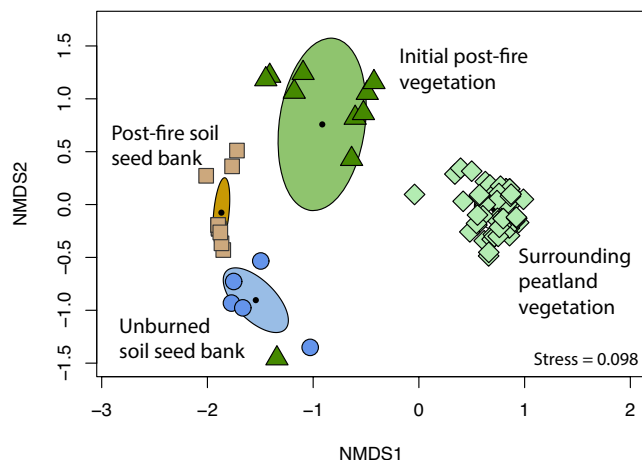 Initial post-fire
vegetation
Post-fire soil
seed bank
Surrounding
peatland
vegetation
Unburned
soil seed bank
Stress = 0.098
NMDS2
1.5
1.0
0.5
0.0
−0.5
−1.0
−1.5
−3
−2
−1
0
1
2
NMDS1